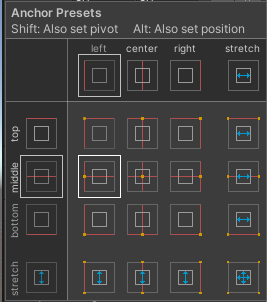 Anchor Presets
Shift: Also set pivot Alt: Also set position
left center right stretch
top
middle
bottom
stretch